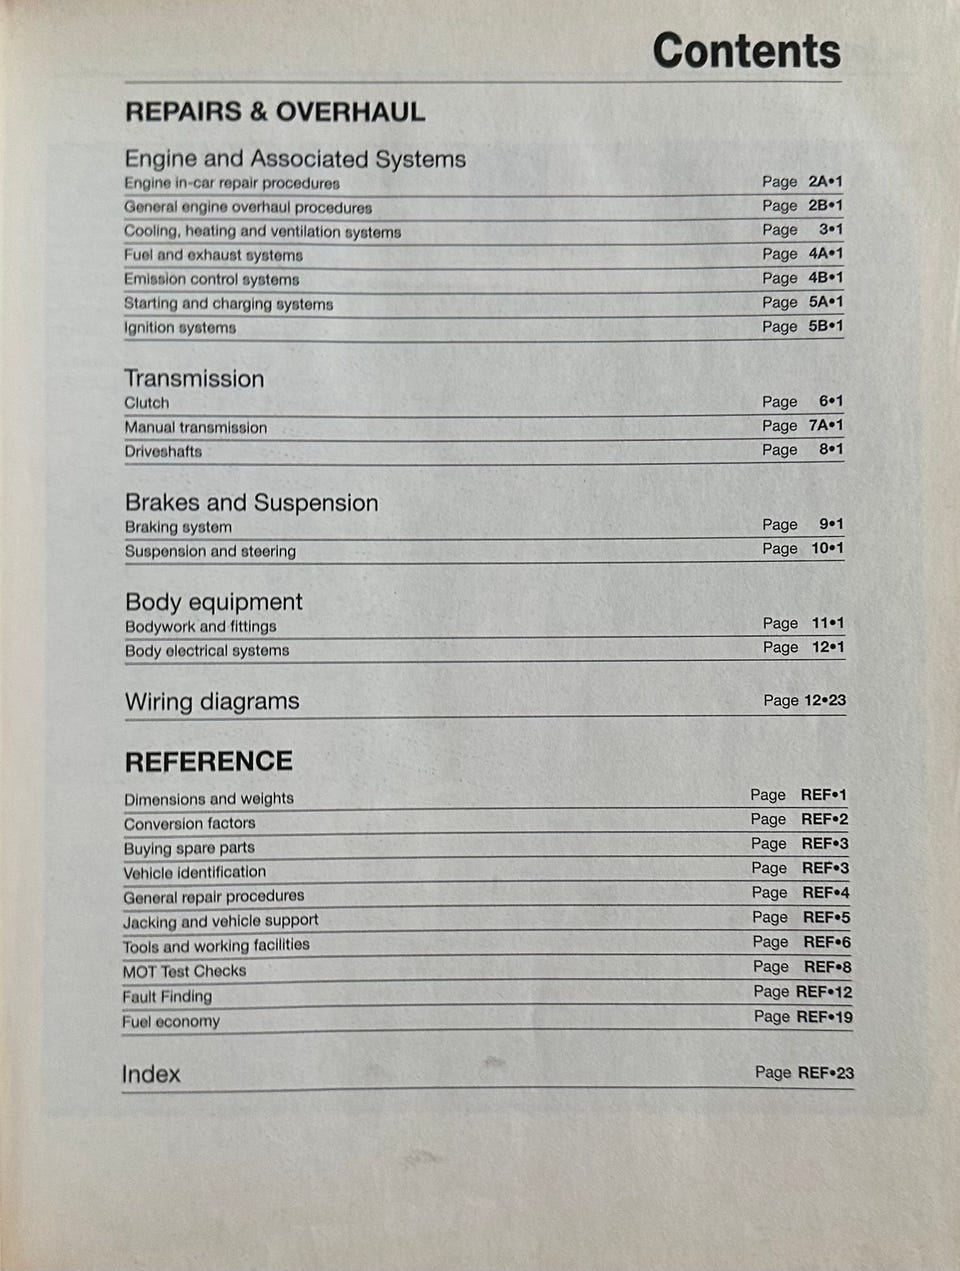 Contents
REPAIRS & OVERHAUL
Engine and Associated Systems
Engine in-car repair procedures Page 2A•1
General engine overhaul procedures Page 2B•1
Cooling, heating and ventilation systems Page 3•1
Fuel and exhaust systems Page 4A•1
Emission control systems Page 4B•1
Starting and charging systems Page 5A•1
Ignition systems Page 5B•1
Transmission
Clutch Page 6•1
Manual transmission Page 7A•1
Driveshafts Page 8•1
Brakes and Suspension
Braking system Page 9•1
Suspension and steering Page 10•1
Body equipment
Bodywork and fittings Page 11•1
Body electrical systems Page 12•1
Wiring diagrams Page 12•23
REFERENCE
Dimensions and weights Page REF•1
Conversion factors Page REF•2
Buying spare parts Page REF•3
Vehicle identification Page REF•3
General repair procedures Page REF•4
Jacking and vehicle support Page REF•5
Tools and working facilities Page REF•6
MOT Test Checks Page REF•8
Fault Finding Page REF•12
Fuel economy Page REF•19
Index Page REF•23